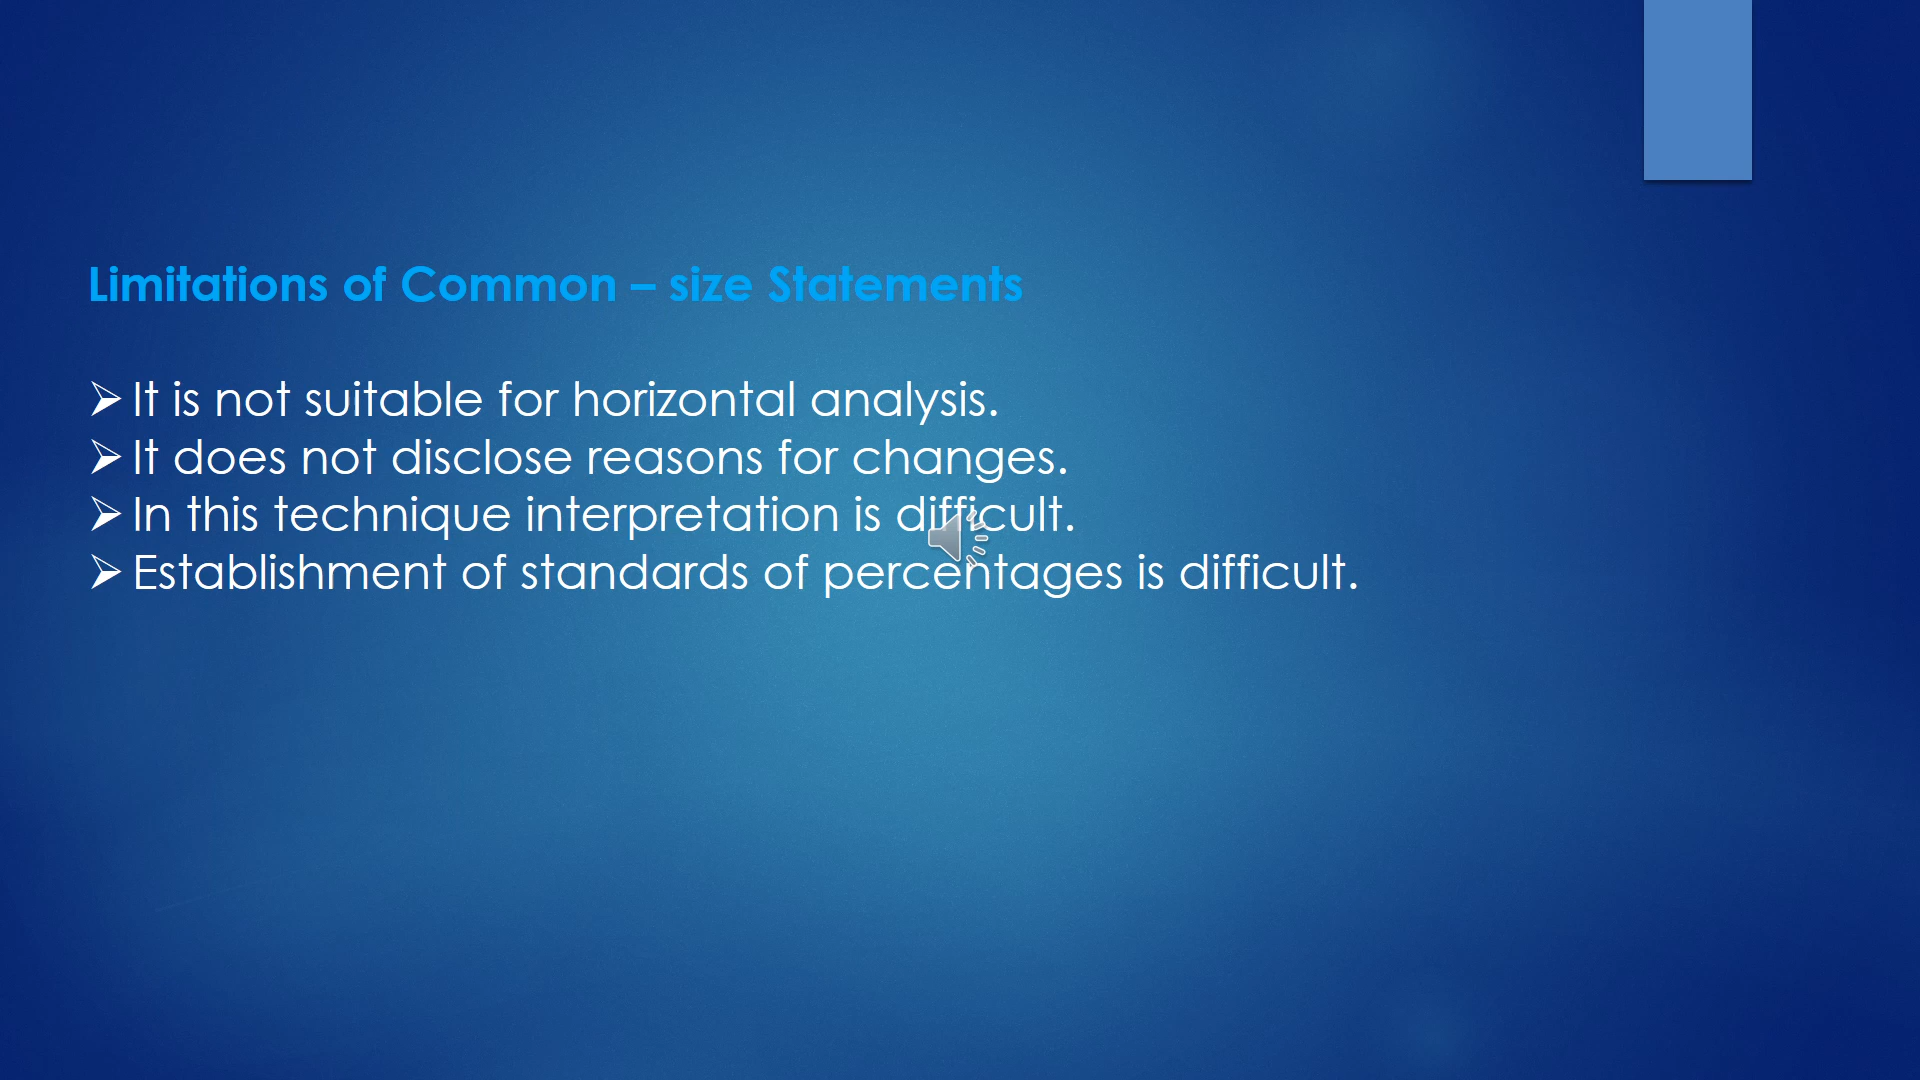 Limitations of Common – size Statements
➢ It is not suitable for horizontal analysis.
➢ It does not disclose reasons for changes.
➢ In this technique interpretation is difficult.
➢ Establishment of standards of percentages is difficult.